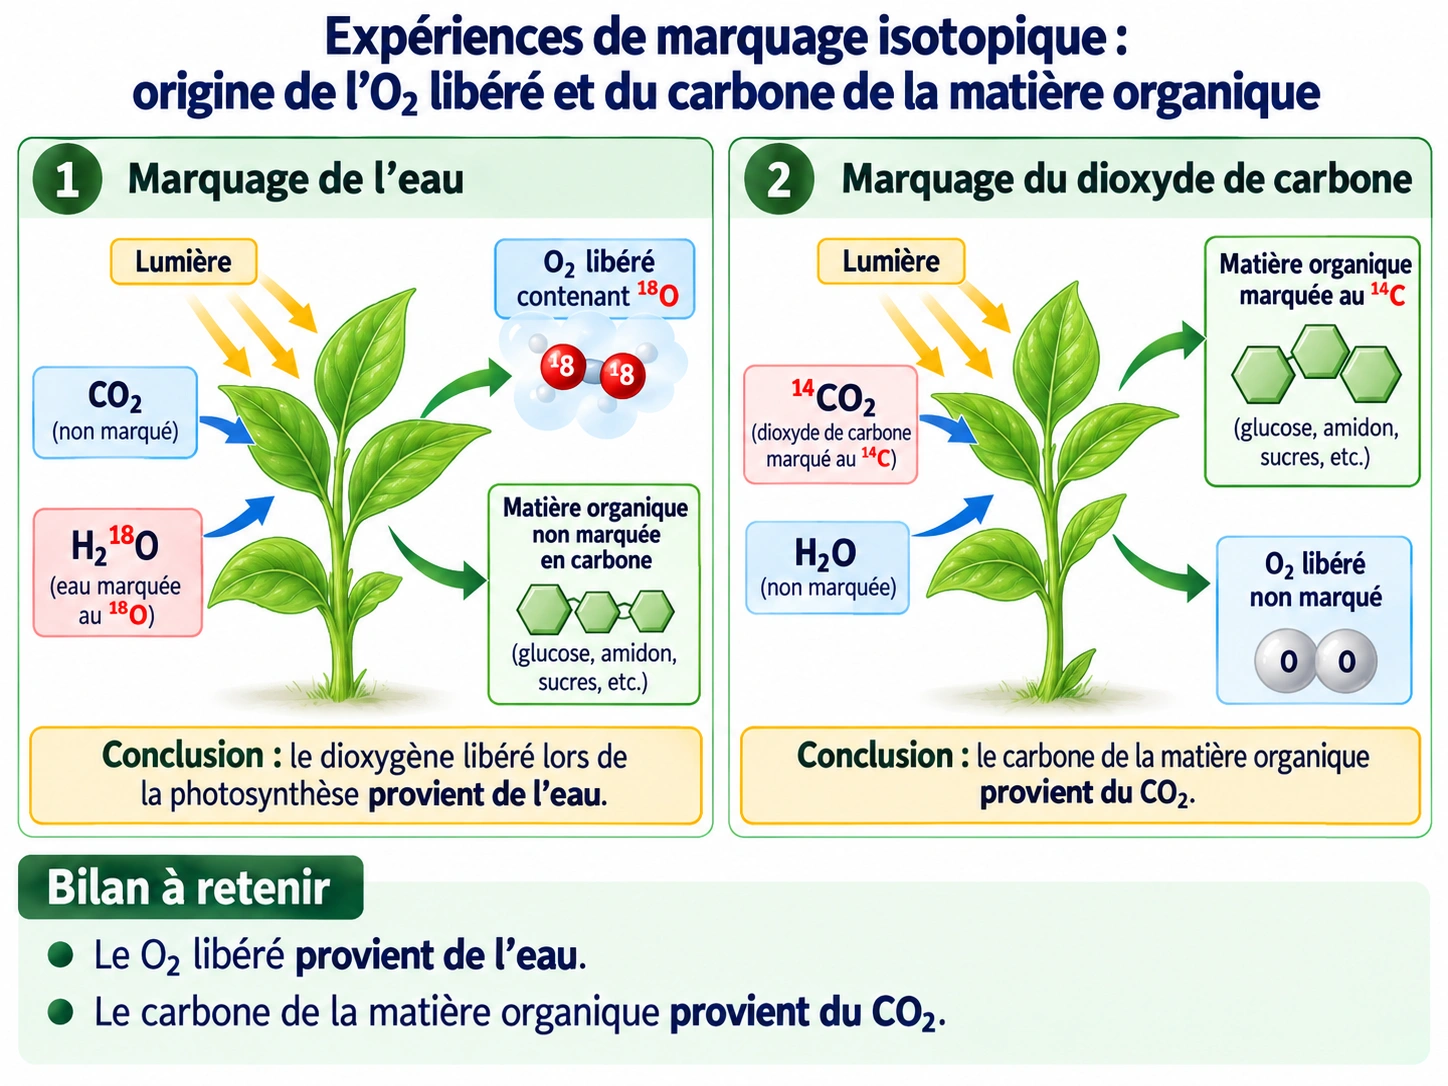 Expériences de marquage isotopique :
origine de l’O₂ libéré et du carbone de la matière organique
1 Marquage de l’eau
Lumière
O₂ libéré
contenant ¹⁸O
¹8 ¹8
CO₂
(non marqué)
H₂¹⁸O
(eau marquée
au ¹⁸O)
Matière organique
non marquée
en carbone
(glucose, amidon,
sucres, etc.)
Conclusion : le dioxygène libéré lors de
la photosynthèse provient de l’eau.
2 Marquage du dioxyde de carbone
Lumière
Matière organique
marquée au ¹⁴C
(glucose, amidon,
sucres, etc.)
¹⁴CO₂
(dioxyde de carbone
marqué au ¹⁴C)
H₂O
(non marquée)
O₂ libéré
non marqué
O O
Conclusion : le carbone de la matière organique
provient du CO₂.
Bilan à retenir
Le O₂ libéré provient de l’eau.
Le carbone de la matière organique provient du CO₂.